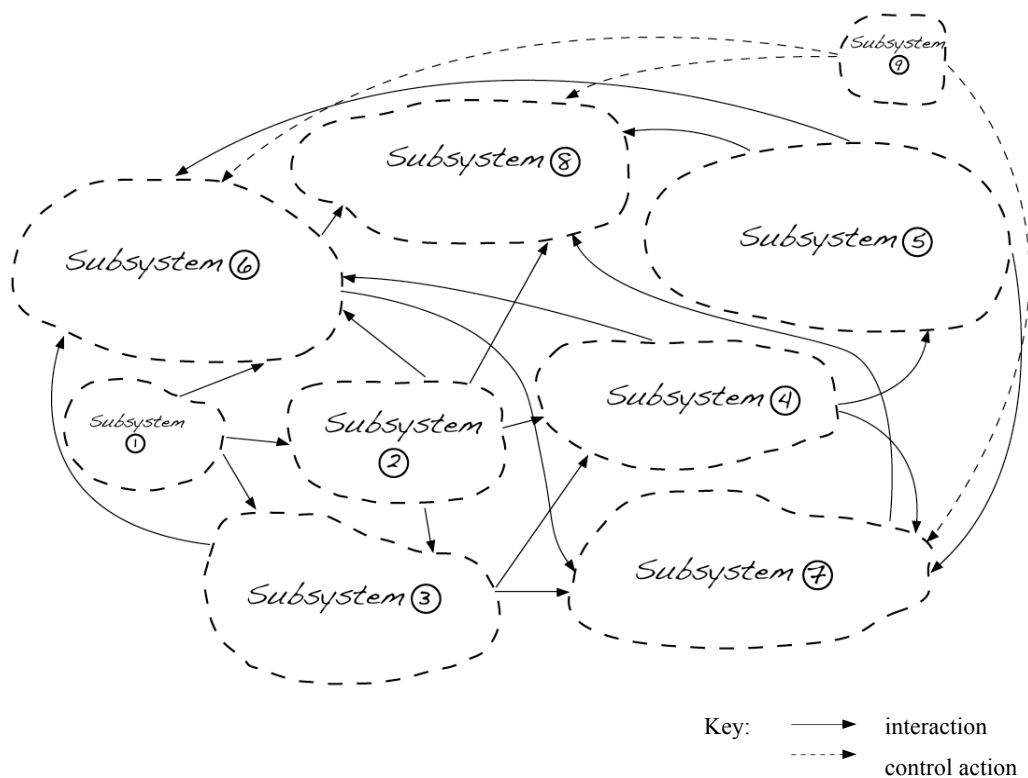 Subsystem
9
Subsystem 8
Subsystem 5
Subsystem 6
Subsystem 4
Subsystem
1
Subsystem
2
Subsystem 7
Subsystem 3
Key: interaction
control action